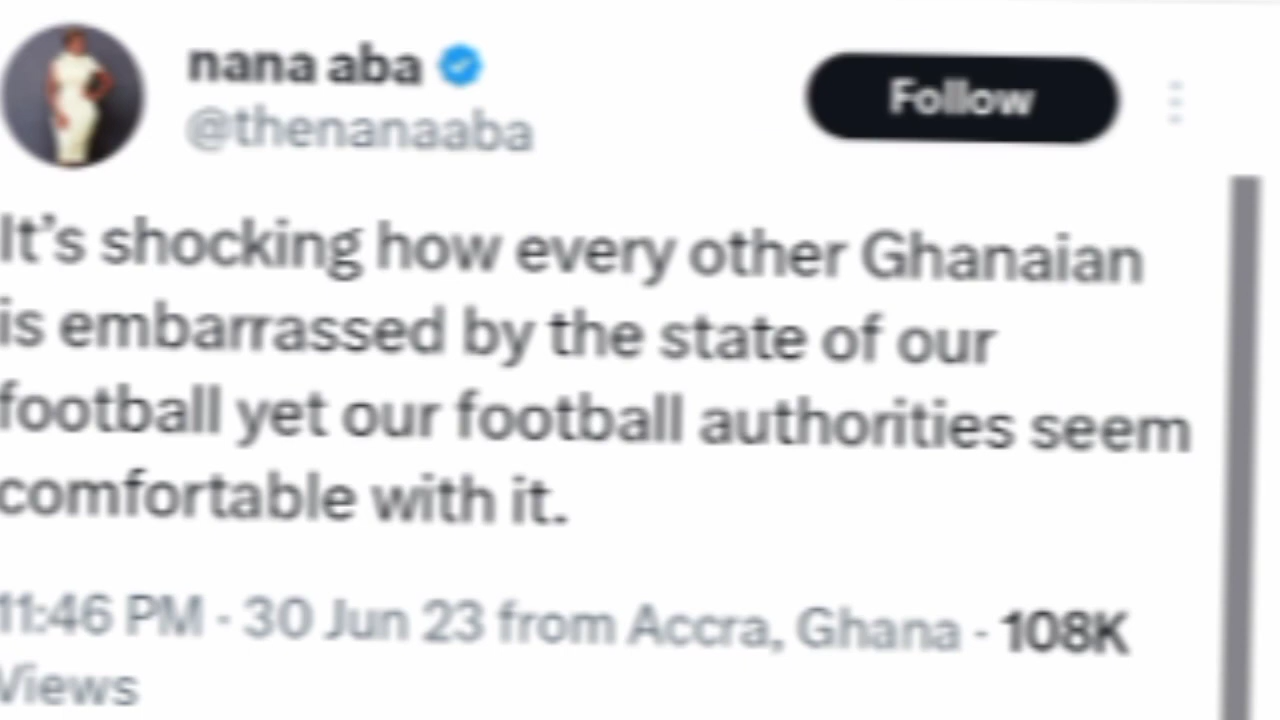 nana aba
@thenanaaba
Follow
It’s shocking how every other Ghanaian
is embarrassed by the state of our
football yet our football authorities seem
comfortable with it.
11:46 PM · 30 Jun 23 from Accra, Ghana · 108K
Views